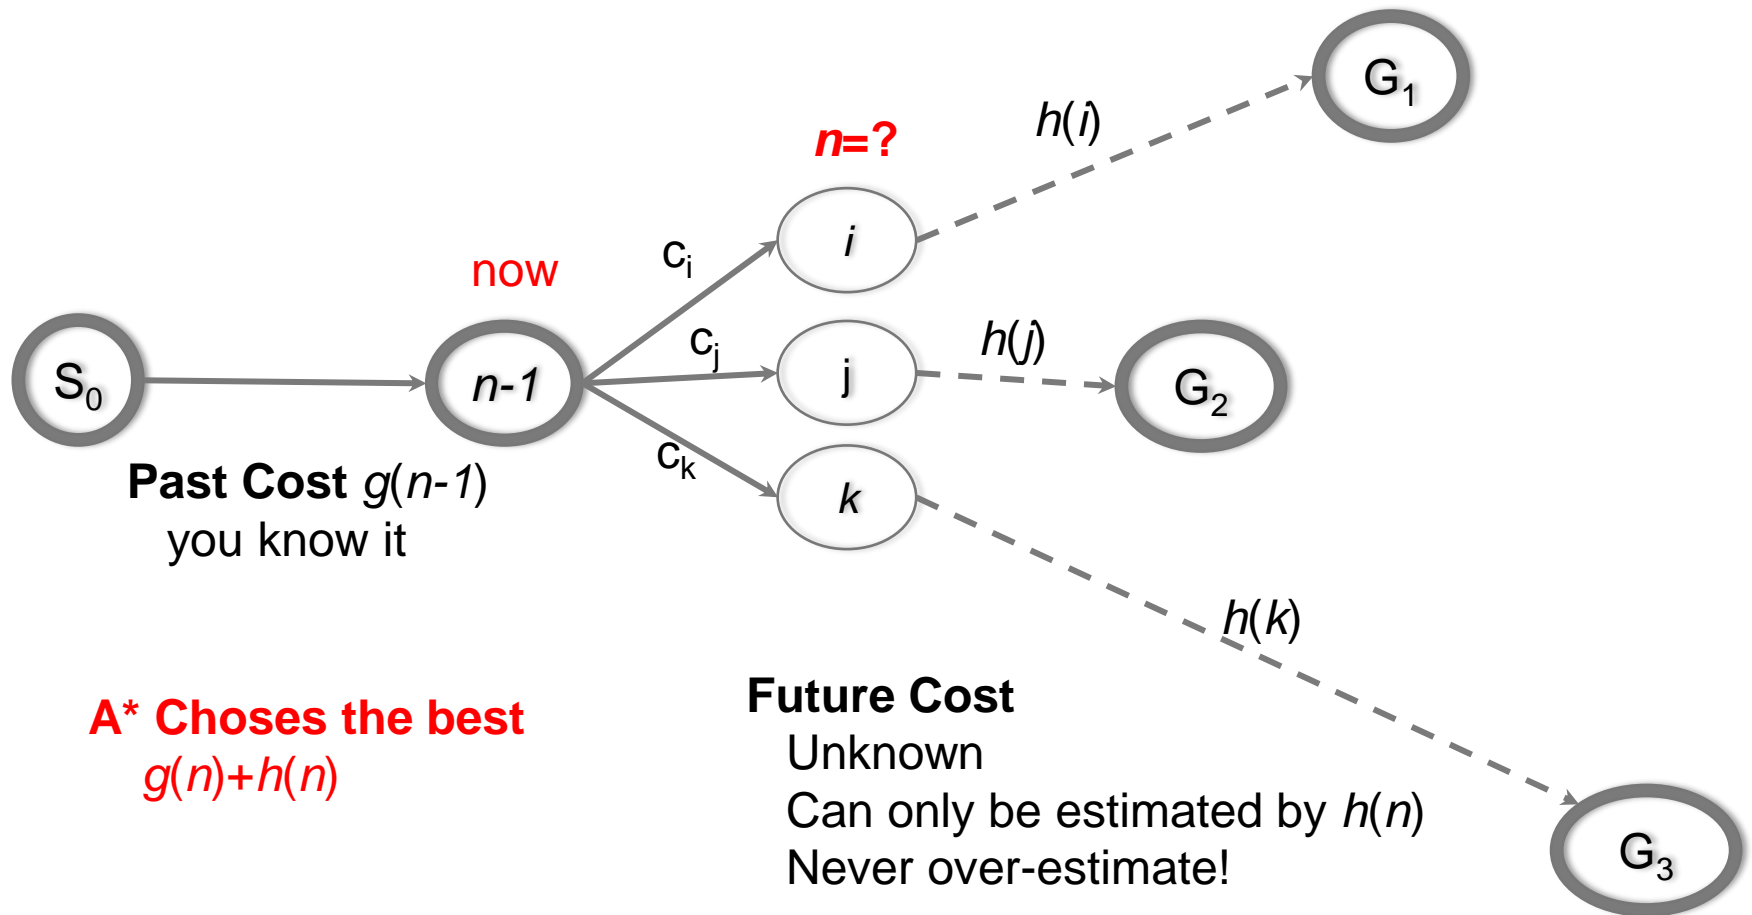 G₁
h(i)
n=?
i
cᵢ
now
S₀
n-1
cⱼ
j
h(j)
G₂
cₖ
k
Past Cost g(n-1)
you know it
h(k)
A* Choses the best
g(n)+h(n)
Future Cost
Unknown
Can only be estimated by h(n)
Never over-estimate!
G₃